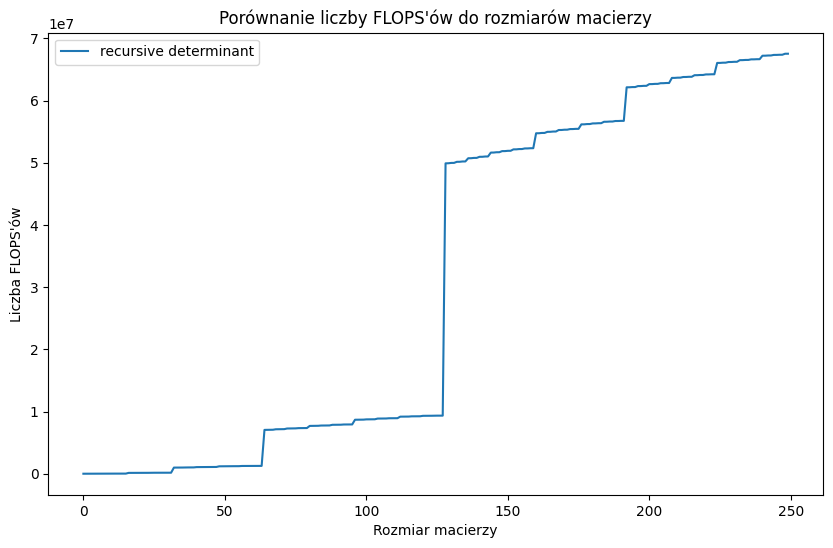 Porównanie liczby FLOPS'ów do rozmiarów macierzy
1e7
recursive determinant
7
6
5
4
3
2
1
0
Liczba FLOPS'ów
0 50 100 150 200 250
Rozmiar macierzy